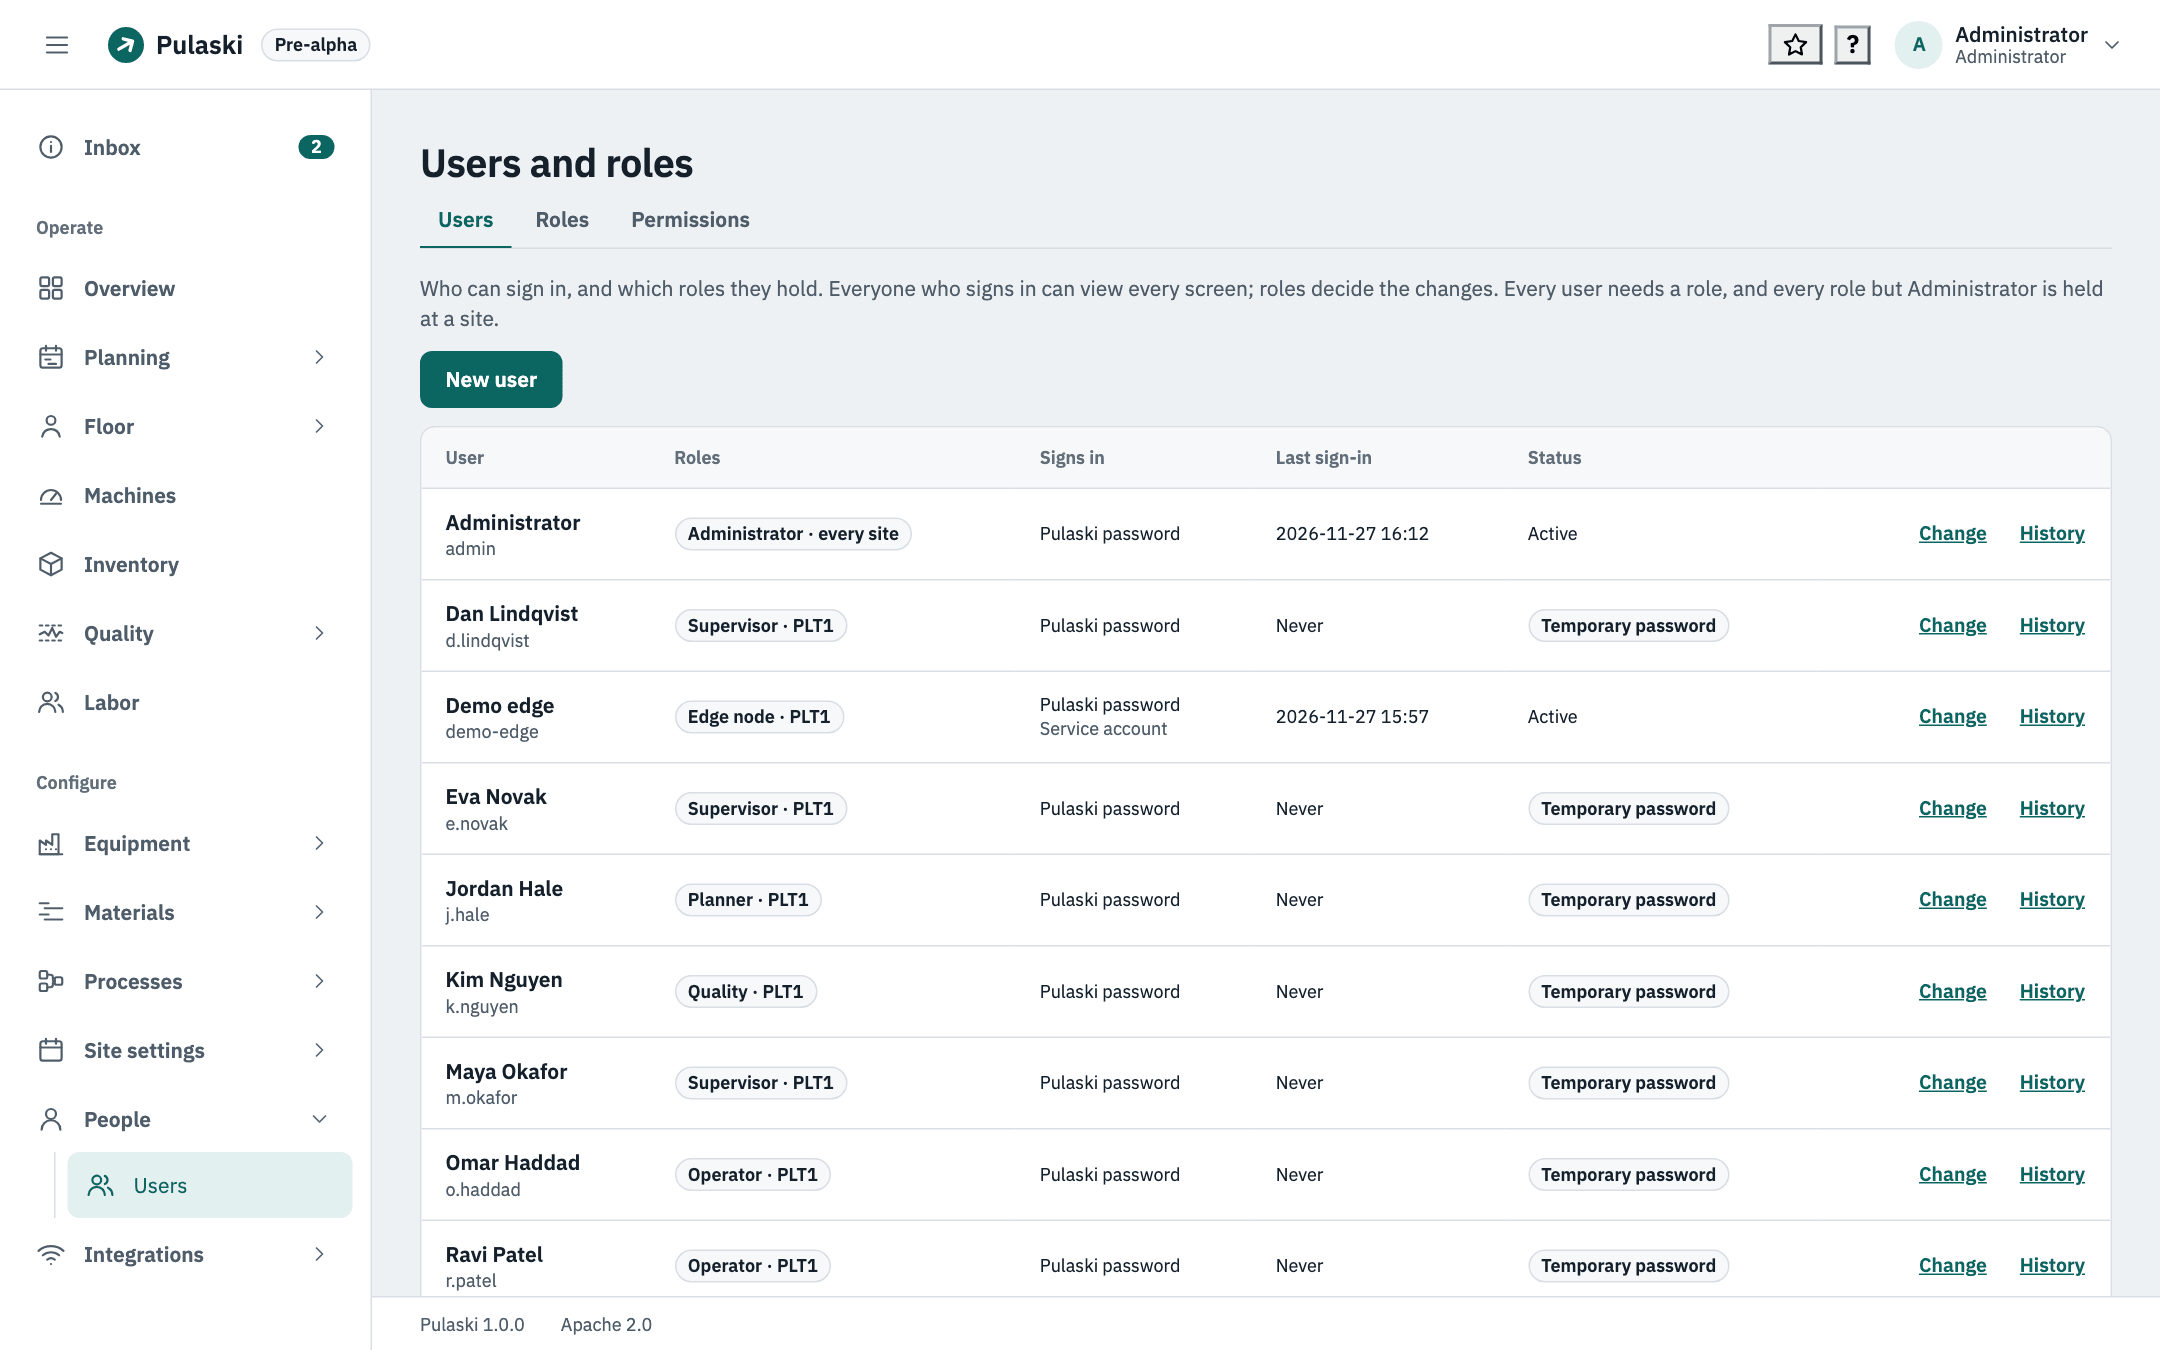 Pulaski
Pre-alpha
?
A
Administrator
Administrator
Inbox
2
Operate
Overview
Planning
Floor
Machines
Inventory
Quality
Labor
Configure
Equipment
Materials
Processes
Site settings
People
Users
Integrations
Users and roles
Users
Roles
Permissions
Who can sign in, and which roles they hold. Everyone who signs in can view every screen; roles decide the changes. Every user needs a role, and every role but Administrator is held
at a site.
New user
User Roles Signs in Last sign-in Status
Administrator
admin
Administrator · every site
Pulaski password
2026-11-27 16:12
Active
Change History
Dan Lindqvist
d.lindqvist
Supervisor · PLT1
Pulaski password
Never
Temporary password
Change History
Demo edge
demo-edge
Edge node · PLT1
Pulaski password
Service account
2026-11-27 15:57
Active
Change History
Eva Novak
e.novak
Supervisor · PLT1
Pulaski password
Never
Temporary password
Change History
Jordan Hale
j.hale
Planner · PLT1
Pulaski password
Never
Temporary password
Change History
Kim Nguyen
k.nguyen
Quality · PLT1
Pulaski password
Never
Temporary password
Change History
Maya Okafor
m.okafor
Supervisor · PLT1
Pulaski password
Never
Temporary password
Change History
Omar Haddad
o.haddad
Operator · PLT1
Pulaski password
Never
Temporary password
Change History
Ravi Patel
r.patel
Operator · PLT1
Pulaski password
Never
Temporary password
Change History
Pulaski 1.0.0 Apache 2.0